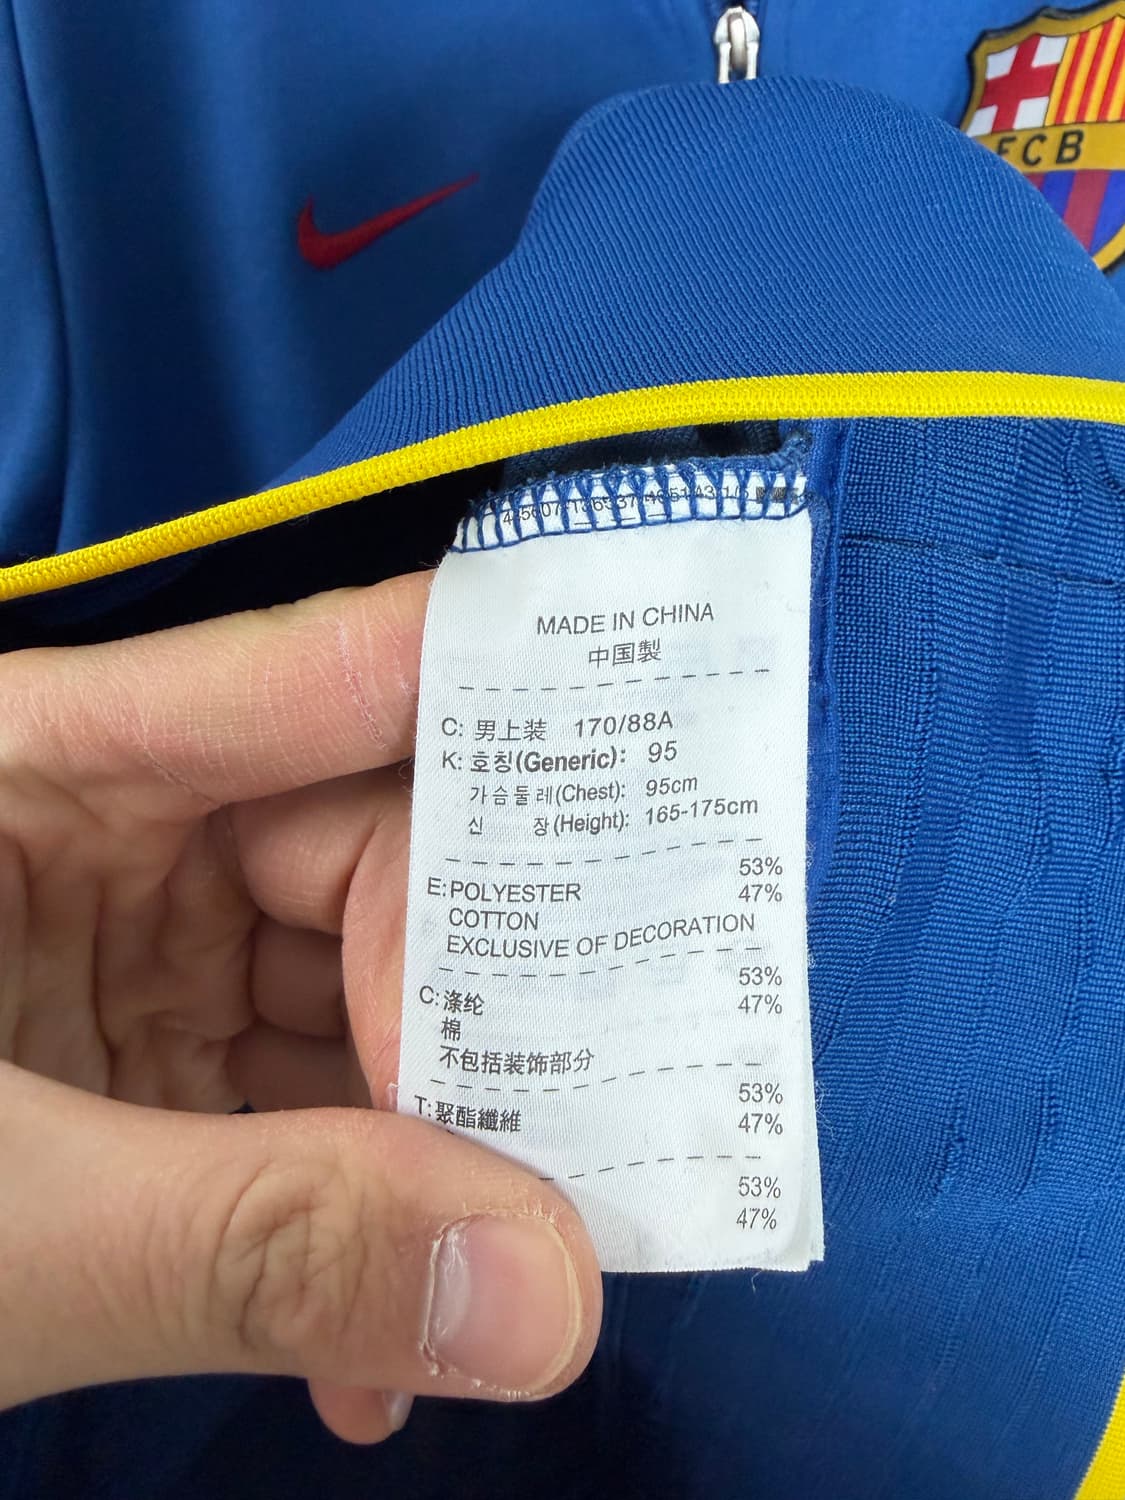 FCB
MADE IN CHINA
中国製
C: 男上装 170/88A
K: 호칭(Generic): 95
가슴둘레(Chest): 95cm
신 장(Height): 165-175cm
53%
E: POLYESTER 47%
COTTON
EXCLUSIVE OF DECORATION
53%
C: 涤纶 47%
棉
不包括装饰部分
53%
T: 聚酯纖維 47%
53%
47%